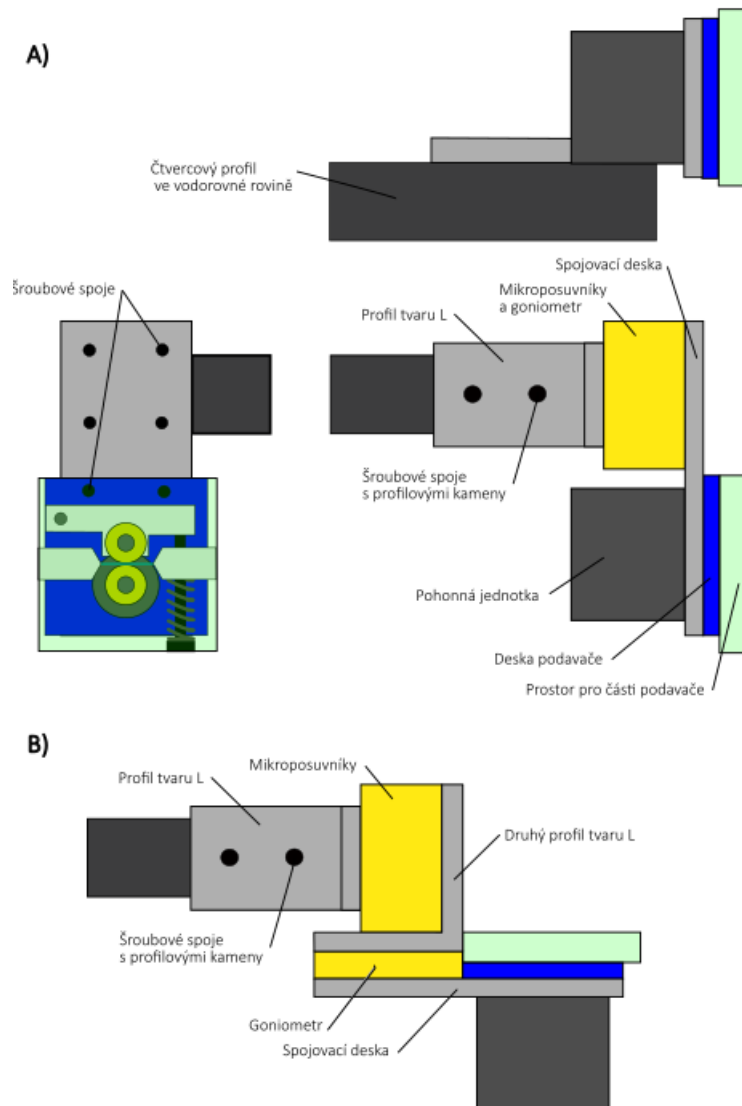 A)
Čtvercový profil
ve vodorovné rovině
Šroubové spoje
Spojovací deska
Mikroposuvníky
a goniometr
Profil tvaru L
Šroubové spoje
s profilovými kameny
Pohonná jednotka
Deska podavače
Prostor pro části podavače
B)
Mikroposuvníky
Profil tvaru L
Druhý profil tvaru L
Šroubové spoje
s profilovými kameny
Goniometr
Spojovací deska